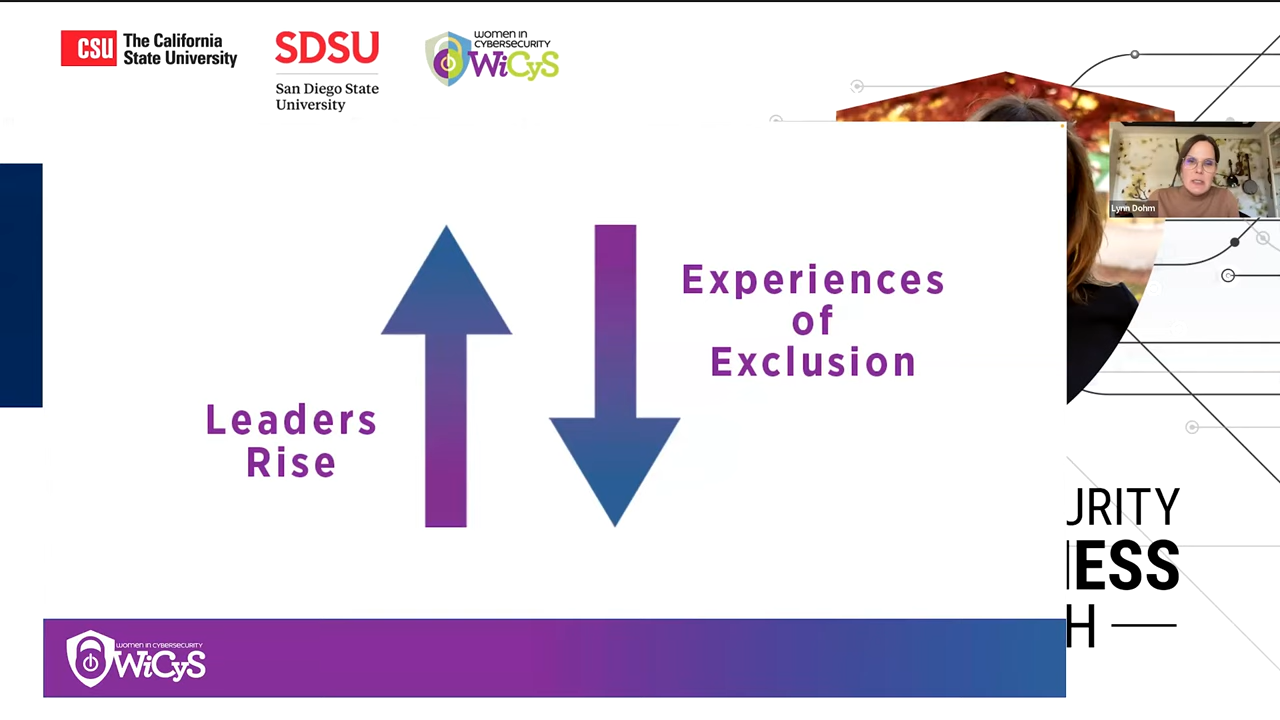 CSU The California
State University
SDSU
San Diego State
University
women in
CYBERSECURITY
WiCyS
Lynn Dohm
Experiences
of
Exclusion
Leaders
Rise
URITY
ESS
H
WOMEN IN CYBERSECURITY
WiCyS